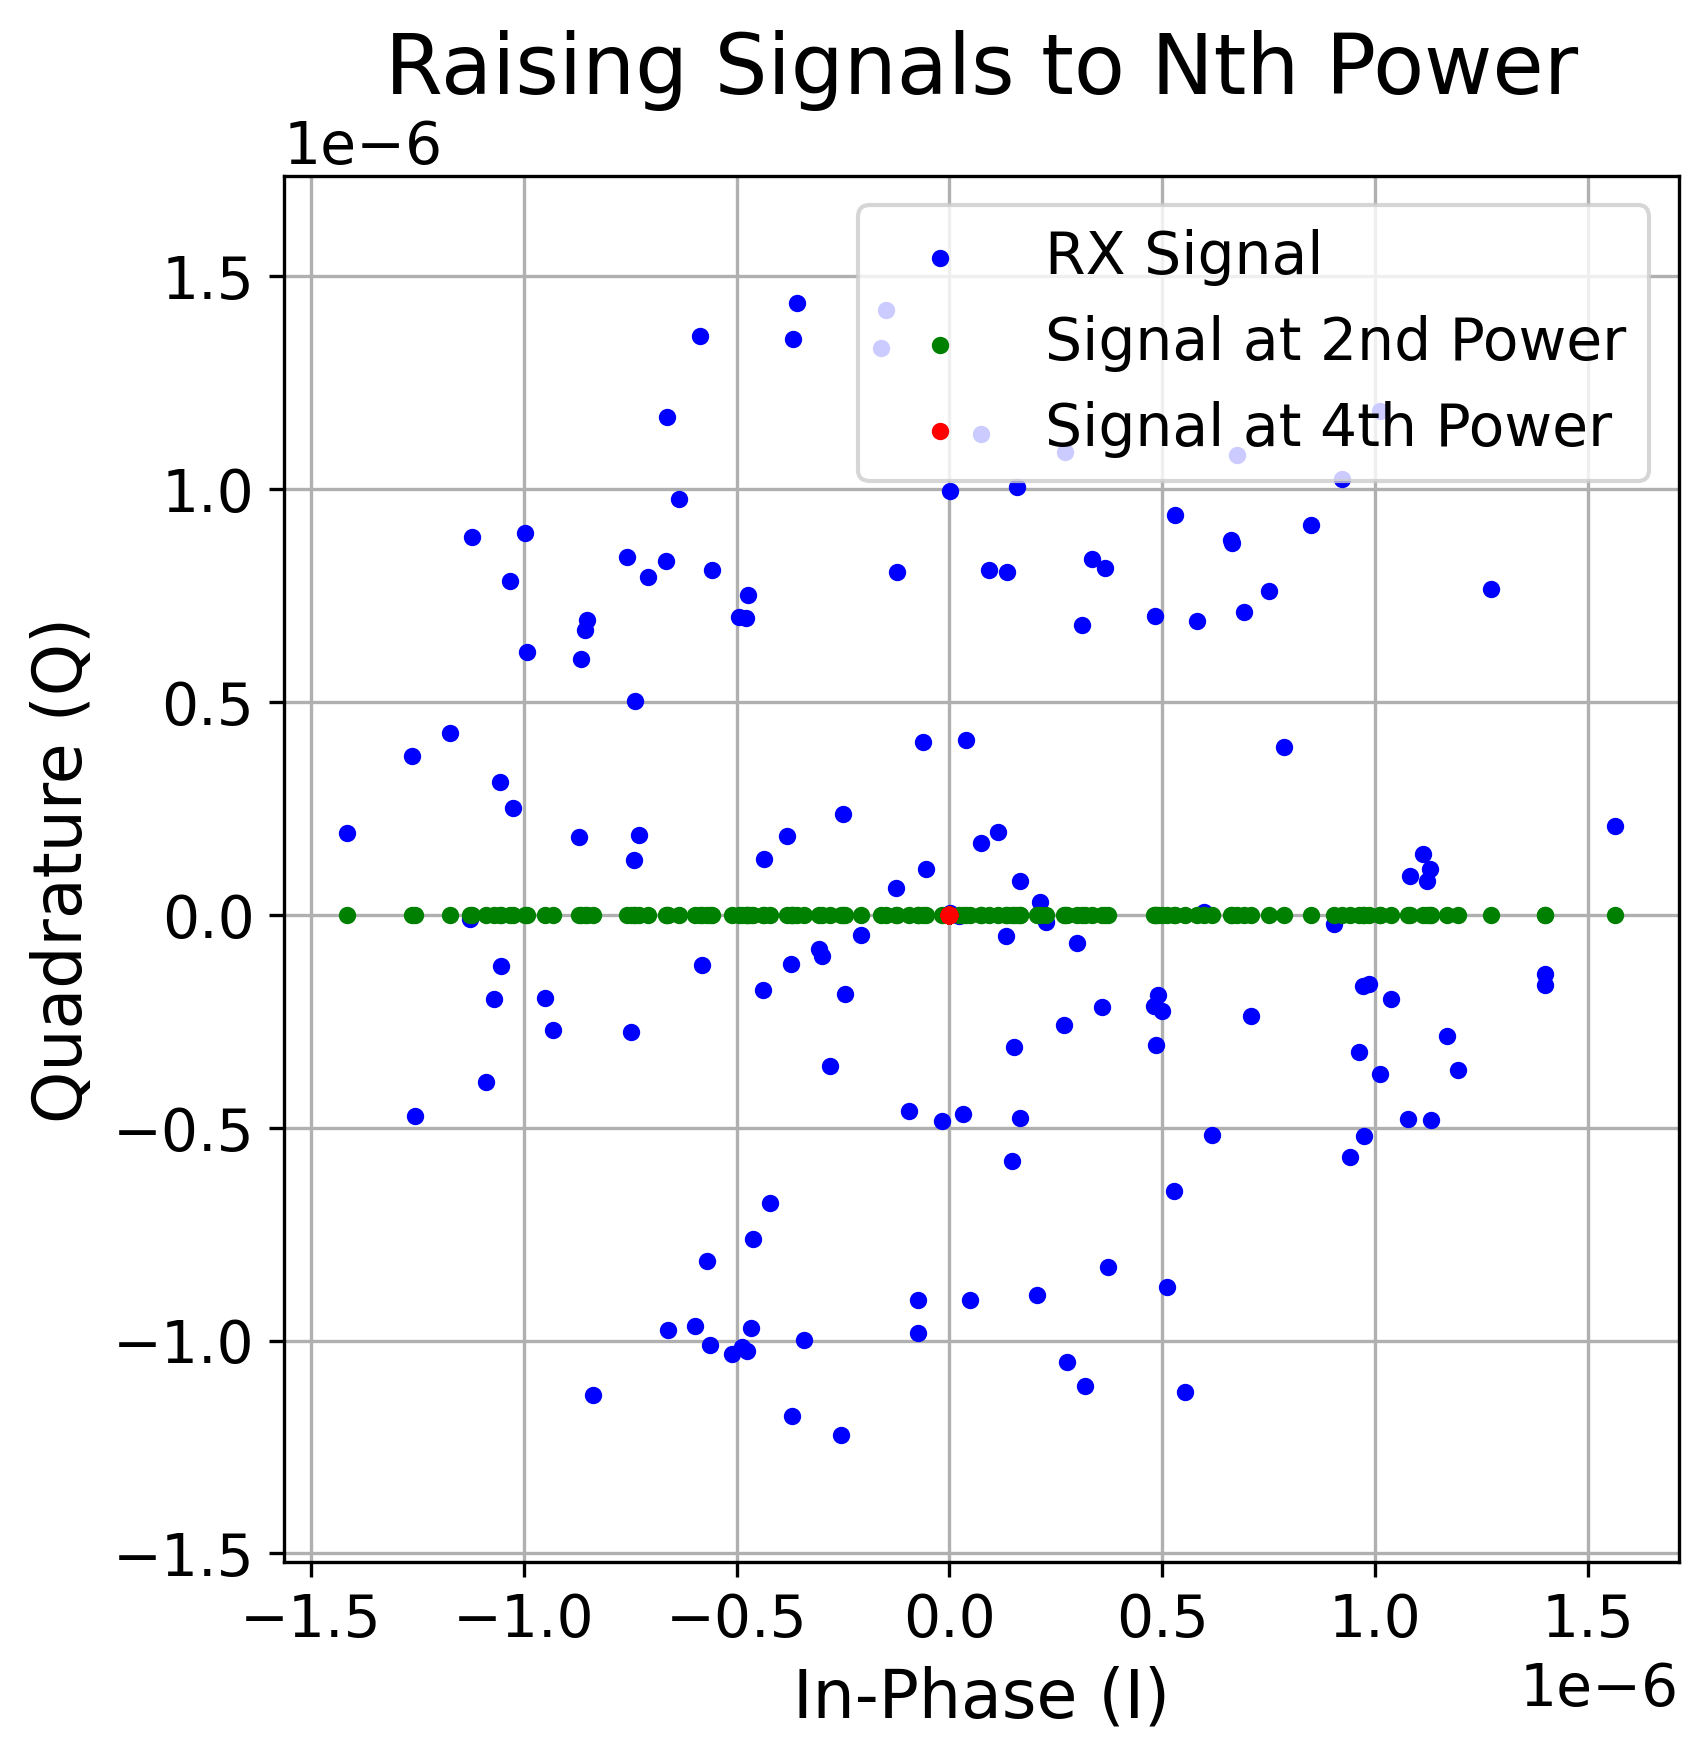 Raising Signals to Nth Power
1e−6
RX Signal
Signal at 2nd Power
Signal at 4th Power
1.5
1.0
0.5
0.0
−0.5
−1.0
−1.5
Quadrature (Q)
−1.5 −1.0 −0.5 0.0 0.5 1.0 1.5
In-Phase (I)
1e−6